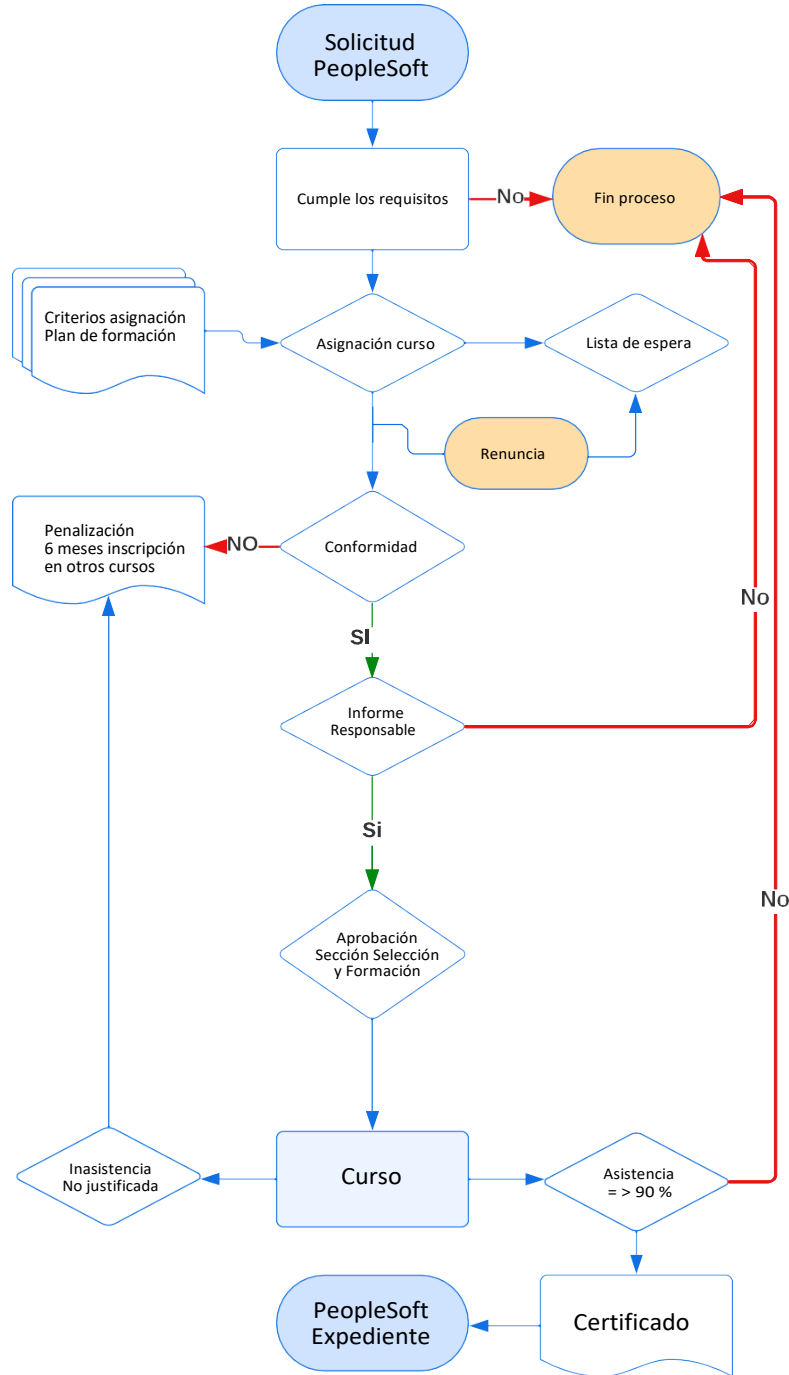 Solicitud
PeopleSoft
Cumple los requisitos
No
Fin proceso
Criterios asignación
Plan de formación
Asignación curso
Lista de espera
Renuncia
Penalización
6 meses inscripción
en otros cursos
NO
Conformidad
No
SI
Informe
Responsable
Si
No
Aprobación
Sección Selección
y Formación
Inasistencia
No justificada
Curso
Asistencia
= > 90 %
PeopleSoft
Expediente
Certificado